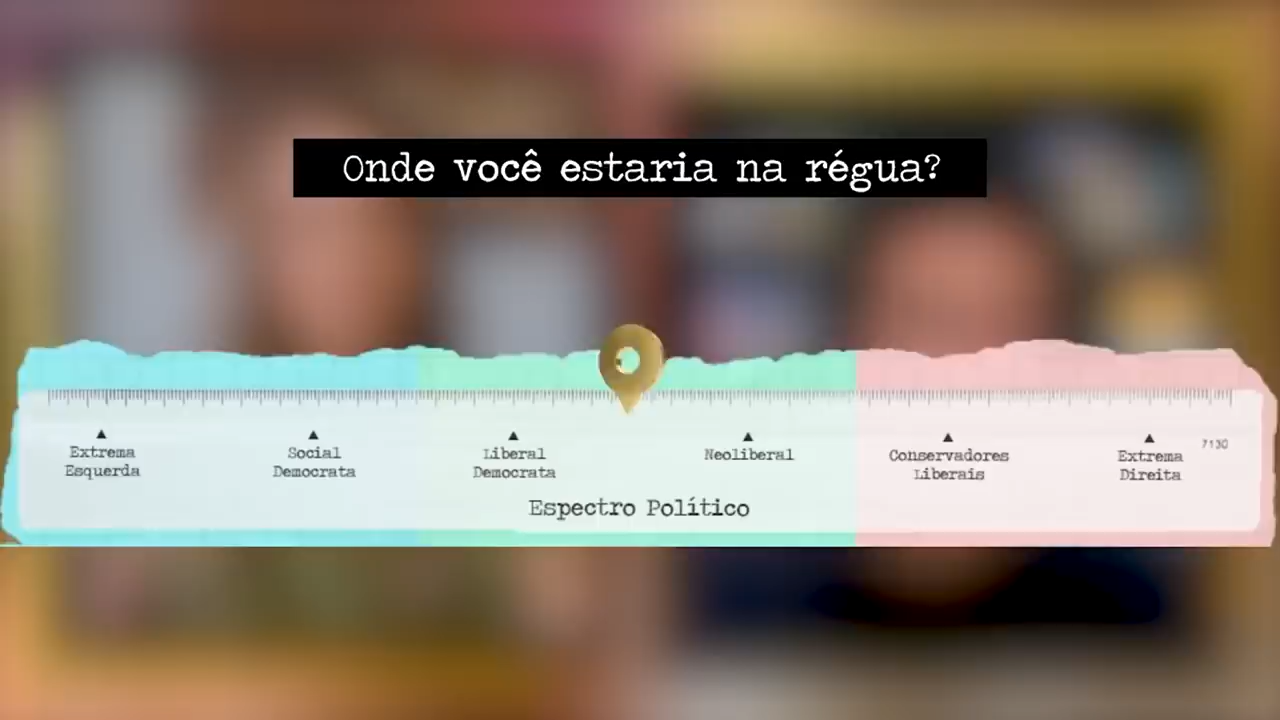 Onde você estaria na régua?
Extrema
Esquerda
Social
Democrata
Liberal
Democrata
Neoliberal
Conservadores
Liberais
Extrema
Direita
7130
Espectro Político